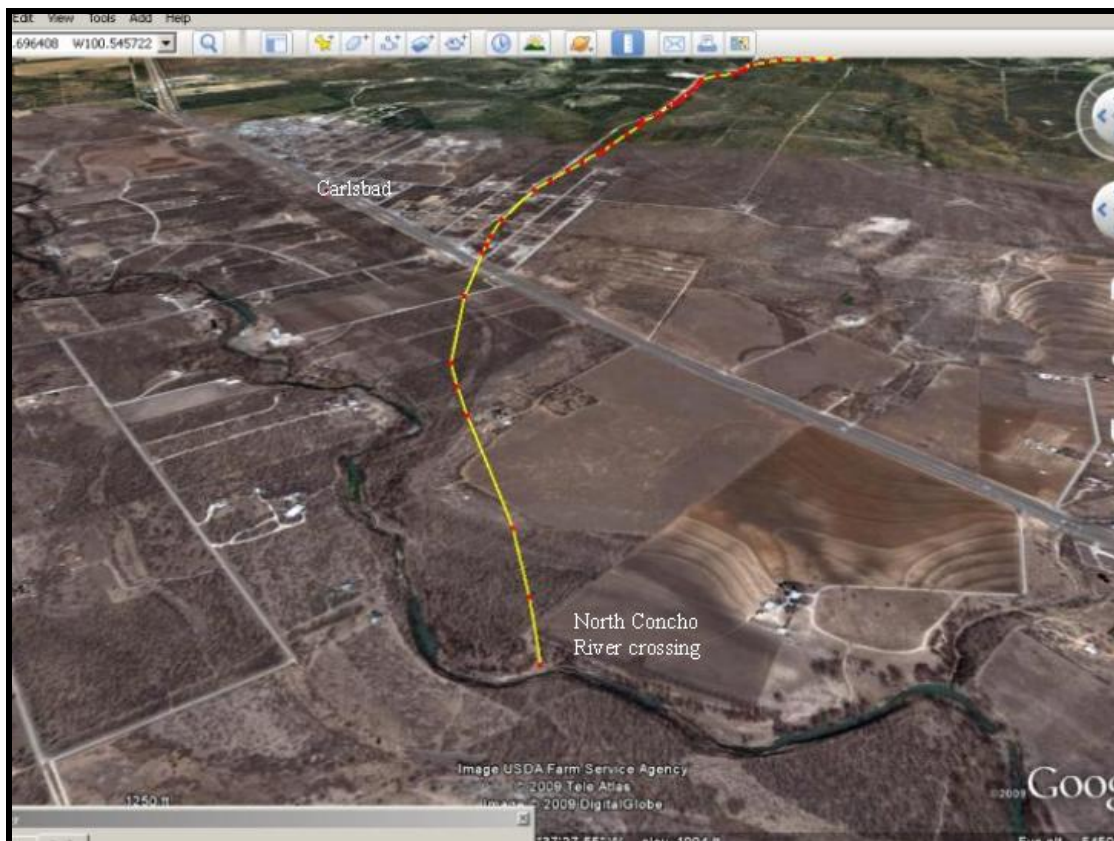 Edit View Tools Add Help
.696408 W100.545722
Carlsbad
North Concho
River crossing
Image USDA Farm Service Agency
© 2009 Tele Atlas
Image © 2009 DigitalGlobe
©2009 Goog
1250 ft